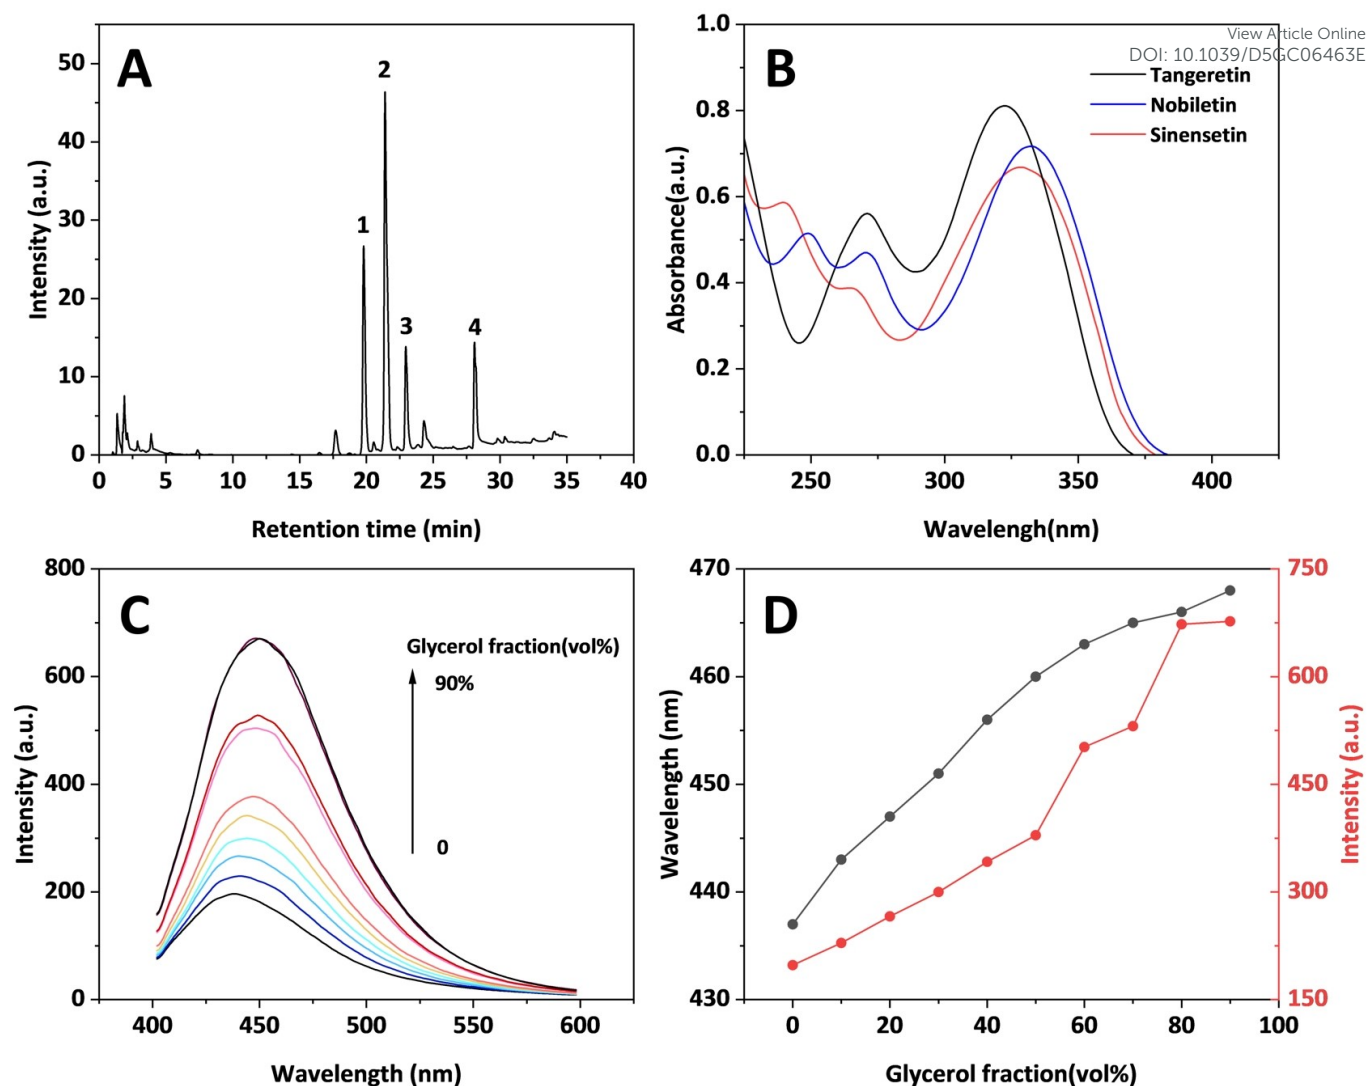 View Article Online
DOI: 10.1039/D5GC06463E
A
50
40
30
20
10
0
Intensity (a.u.)
1
2
3
4
0 5 10 15 20 25 30 35 40
Retention time (min)
B
1.0
0.8
0.6
0.4
0.2
0.0
Absorbance(a.u.)
Tangeretin
Nobiletin
Sinensetin
250 300 350 400
Wavelengh(nm)
C
800
600
400
200
0
Intensity (a.u.)
Glycerol fraction(vol%)
90%
0
400 450 500 550 600
Wavelength (nm)
D
470
460
450
440
430
Wavelength (nm)
750
600
450
300
150
Intensity (a.u.)
0 20 40 60 80 100
Glycerol fraction(vol%)